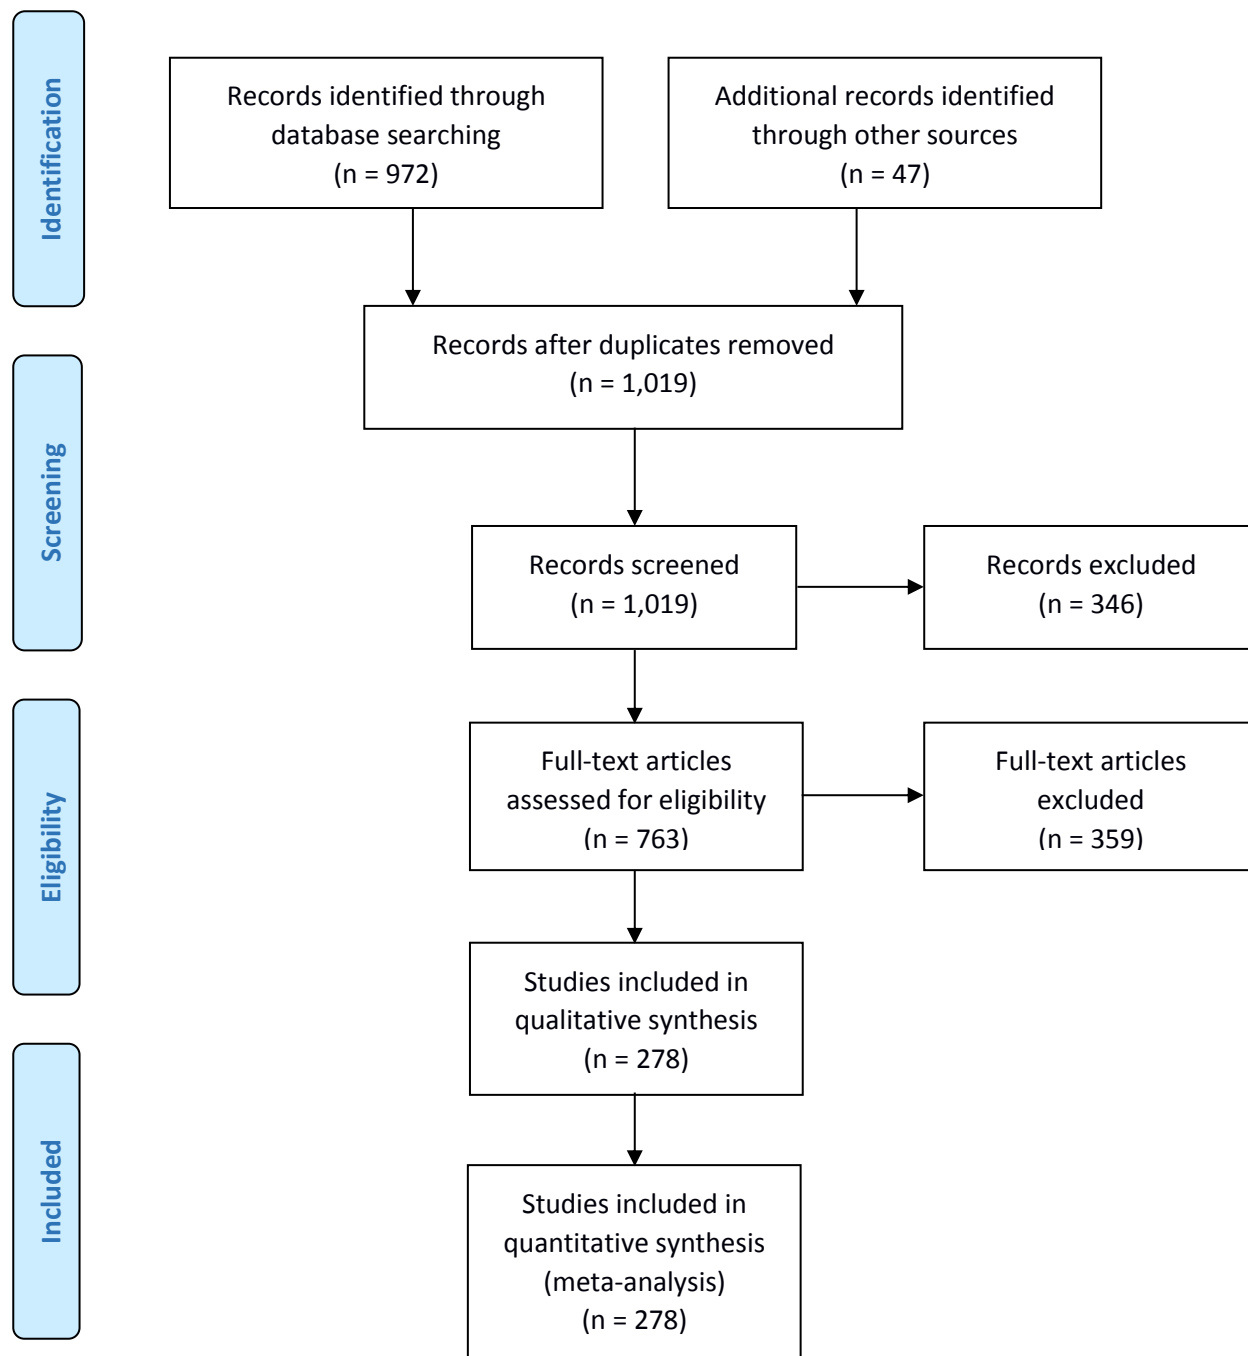 Identification
Records identified through
database searching
(n = 972)
Additional records identified
through other sources
(n = 47)
Records after duplicates removed
(n = 1,019)
Screening
Records screened
(n = 1,019)
Records excluded
(n = 346)
Eligibility
Full-text articles
assessed for eligibility
(n = 763)
Full-text articles
excluded
(n = 359)
Studies included in
qualitative synthesis
(n = 278)
Included
Studies included in
quantitative synthesis
(meta-analysis)
(n = 278)